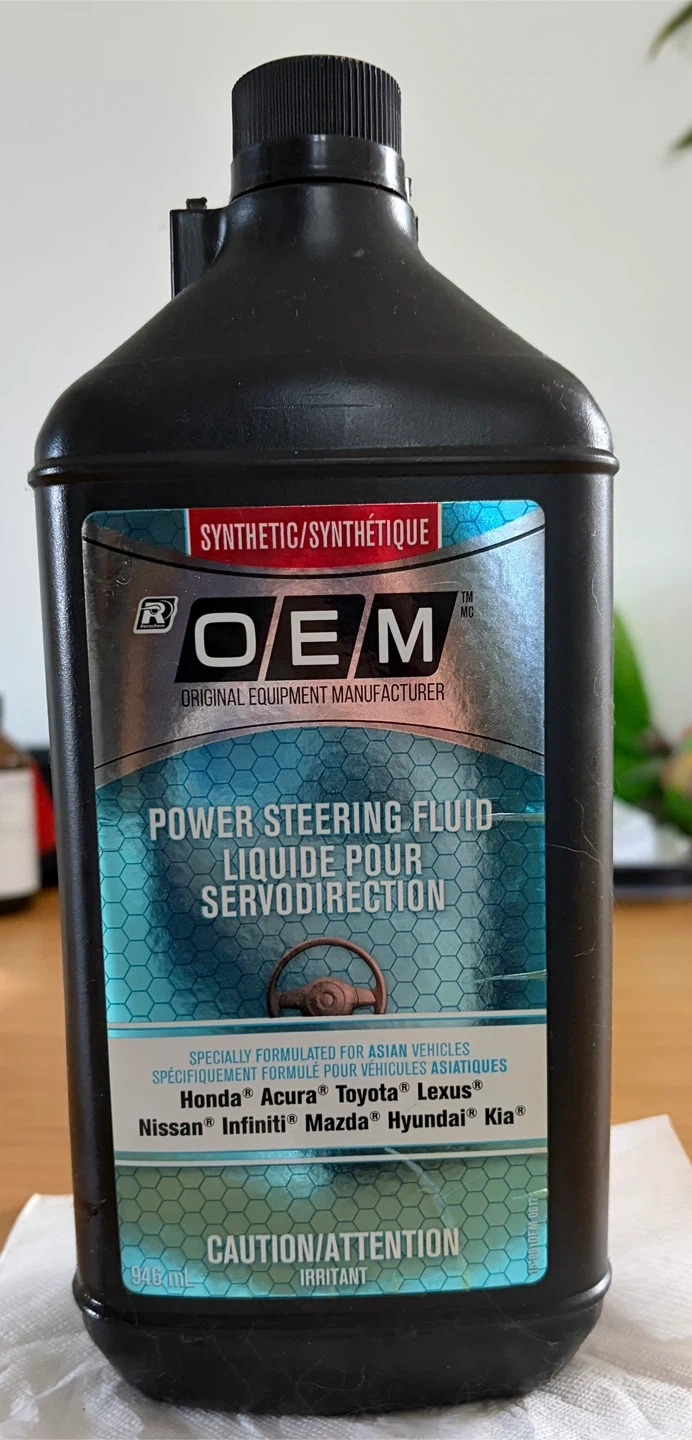 SYNTHETIC/SYNTHÉTIQUE
R
Recochem
OEM
TM
MC
ORIGINAL EQUIPMENT MANUFACTURER
POWER STEERING FLUID
LIQUIDE POUR
SERVODIRECTION
SPECIALLY FORMULATED FOR ASIAN VEHICLES
SPÉCIFIQUEMENT FORMULÉ POUR VÉHICULES ASIATIQUES
Honda® Acura® Toyota® Lexus®
Nissan® Infiniti® Mazda® Hyundai® Kia®
CAUTION/ATTENTION
IRRITANT
946 mL